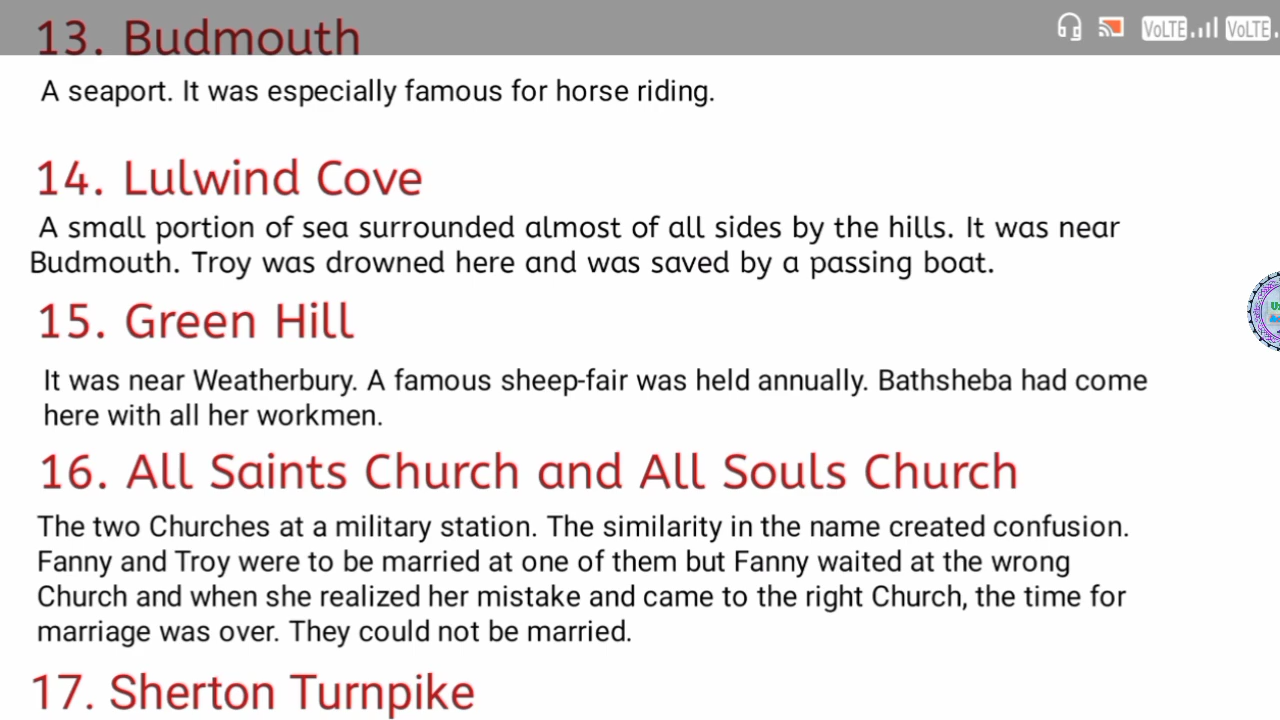 13. Budmouth
VoLTE VoLTE
A seaport. It was especially famous for horse riding.
14. Lulwind Cove
A small portion of sea surrounded almost of all sides by the hills. It was near
Budmouth. Troy was drowned here and was saved by a passing boat.
15. Green Hill
It was near Weatherbury. A famous sheep-fair was held annually. Bathsheba had come
here with all her workmen.
16. All Saints Church and All Souls Church
The two Churches at a military station. The similarity in the name created confusion.
Fanny and Troy were to be married at one of them but Fanny waited at the wrong
Church and when she realized her mistake and came to the right Church, the time for
marriage was over. They could not be married.
17. Sherton Turnpike